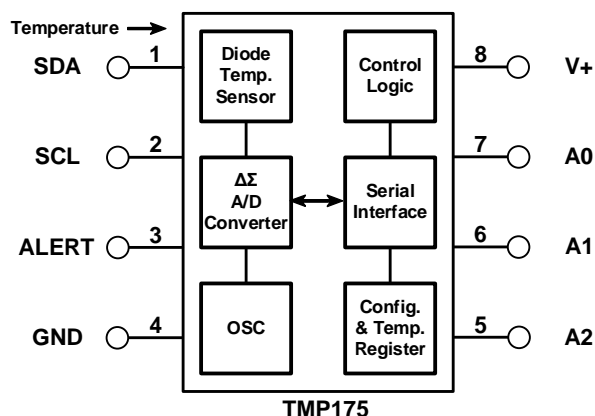 Temperature
SDA
1
SCL
2
ALERT
3
GND
4
Diode
Temp.
Sensor
ΔΣ
A/D
Converter
OSC
Control
Logic
Serial
Interface
Config.
& Temp.
Register
8
V+
7
A0
6
A1
5
A2
TMP175